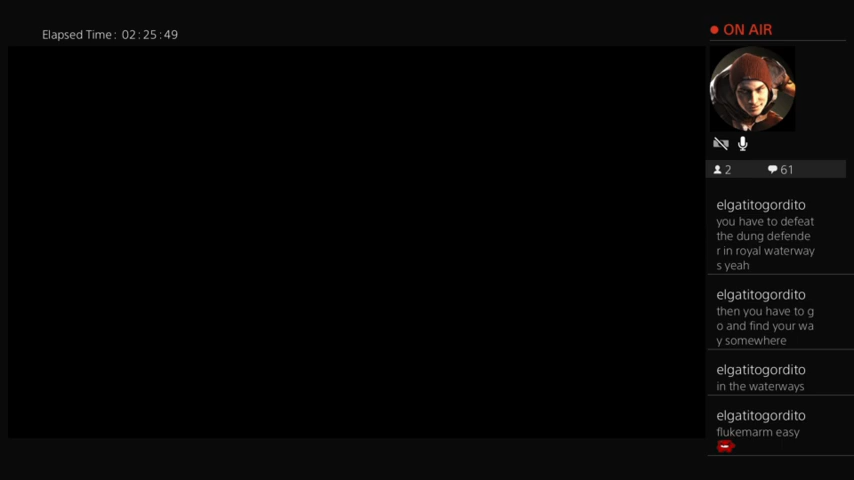 Elapsed Time: 02:25:49
ON AIR
2 61
elgatitogordito
you have to defeat
the dung defende
r in royal waterway
s yeah
elgatitogordito
then you have to g
o and find your wa
y somewhere
elgatitogordito
in the waterways
elgatitogordito
flukemarm easy